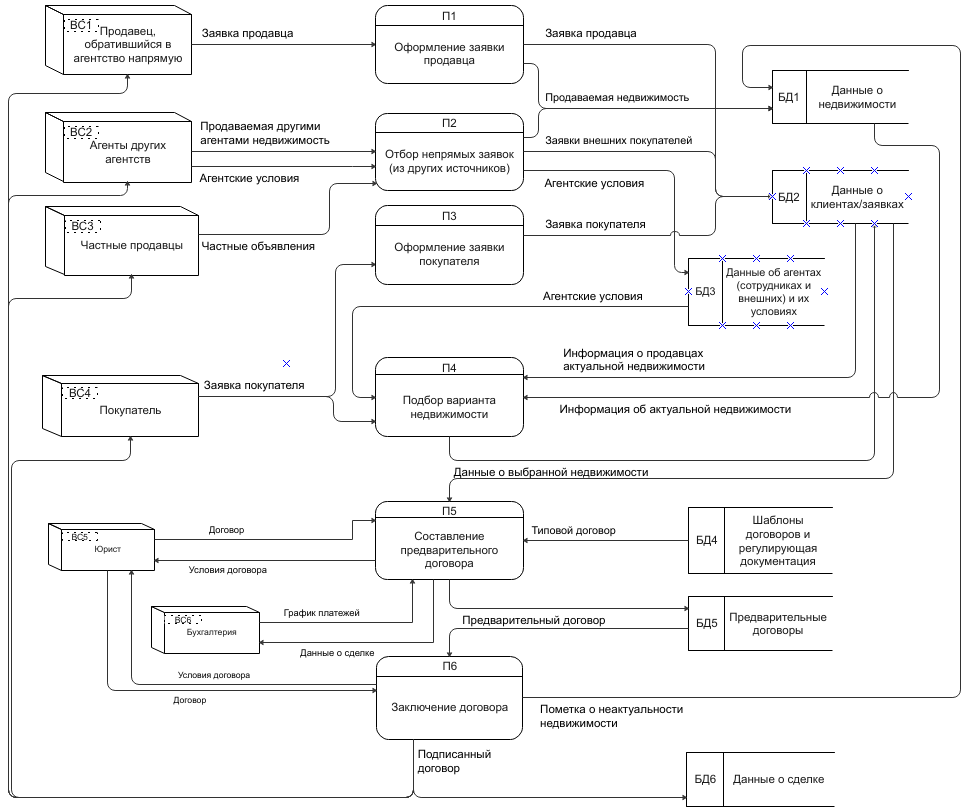 ВС1
Продавец,
обратившийся в
агентство напрямую
Заявка продавца
П1
Оформление заявки
продавца
Заявка продавца
БД1
Данные о
недвижимости
Продаваемая недвижимость
ВС2
Агенты других
агентств
Продаваемая другими
агентами недвижимость
Агентские условия
П2
Отбор непрямых заявок
(из других источников)
Заявки внешних покупателей
Агентские условия
БД2
Данные о
клиентах/заявках
ВС3
Частные продавцы
Частные объявления
П3
Оформление заявки
покупателя
Заявка покупателя
БД3
Данные об агентах
(сотрудниках и
внешних) и их
условиях
Агентские условия
Информация о продавцах
актуальной недвижимости
ВС4
Покупатель
Заявка покупателя
П4
Подбор варианта
недвижимости
Информация об актуальной недвижимости
Данные о выбранной недвижимости
ВС5
Юрист
Договор
Условия договора
П5
Составление
предварительного
договора
Типовой договор
БД4
Шаблоны
договоров и
регулирующая
документация
ВС6
Бухгалтерия
График платежей
Данные о сделке
Предварительный договор
БД5
Предварительные
договоры
Условия договора
Договор
П6
Заключение договора
Пометка о неактуальности
недвижимости
Подписанный
договор
БД6
Данные о сделке